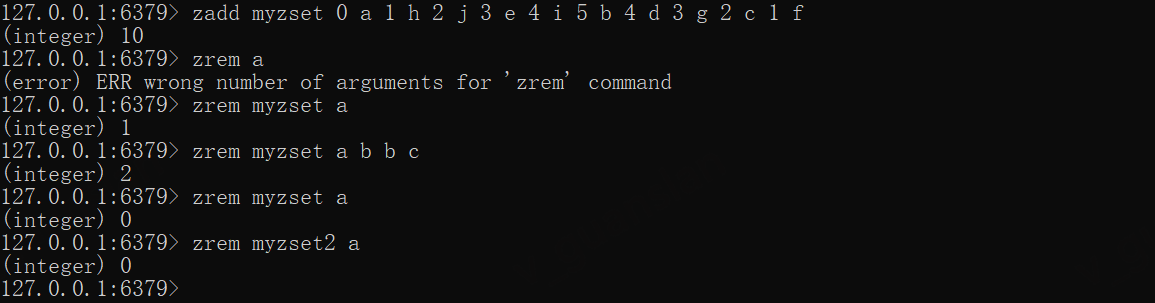 127.0.0.1:6379> zadd myzset 0 a 1 h 2 j 3 e 4 i 5 b 4 d 3 g 2 c 1 f
(integer) 10
127.0.0.1:6379> zrem a
(error) ERR wrong number of arguments for 'zrem' command
127.0.0.1:6379> zrem myzset a
(integer) 1
127.0.0.1:6379> zrem myzset a b b c
(integer) 2
127.0.0.1:6379> zrem myzset a
(integer) 0
127.0.0.1:6379> zrem myzset2 a
(integer) 0
127.0.0.1:6379>